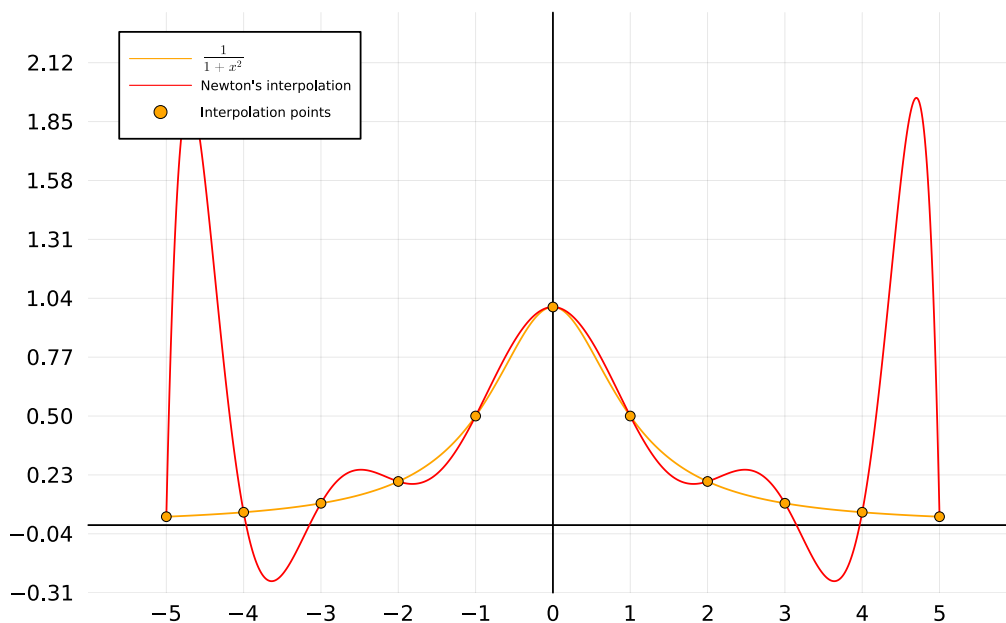 2.12
1.85
1.58
1.31
1.04
0.77
0.50
0.23
−0.04
−0.31
\frac{1}{1 + x^2}
Newton's interpolation
Interpolation points
−5 −4 −3 −2 −1 0 1 2 3 4 5